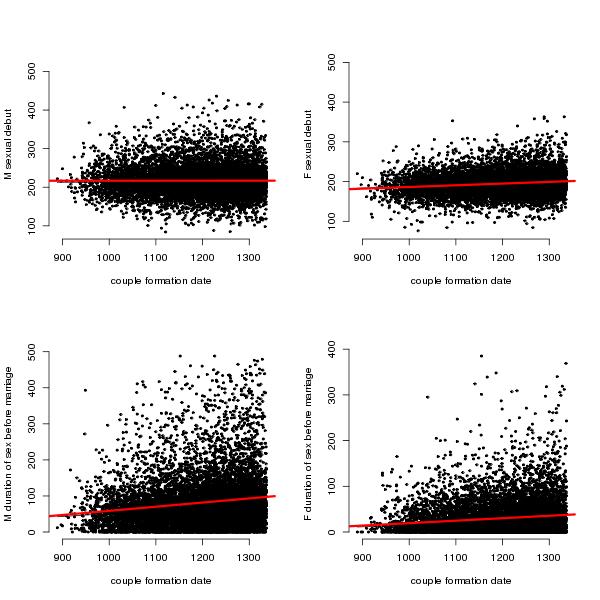 M sexual debut
100 200 300 400 500
900 1000 1100 1200 1300
couple formation date
F sexual debut
100 200 300 400 500
900 1000 1100 1200 1300
couple formation date
M duration of sex before marriage
0 100 200 300 400 500
900 1000 1100 1200 1300
couple formation date
F duration of sex before marriage
0 100 200 300 400
900 1000 1100 1200 1300
couple formation date